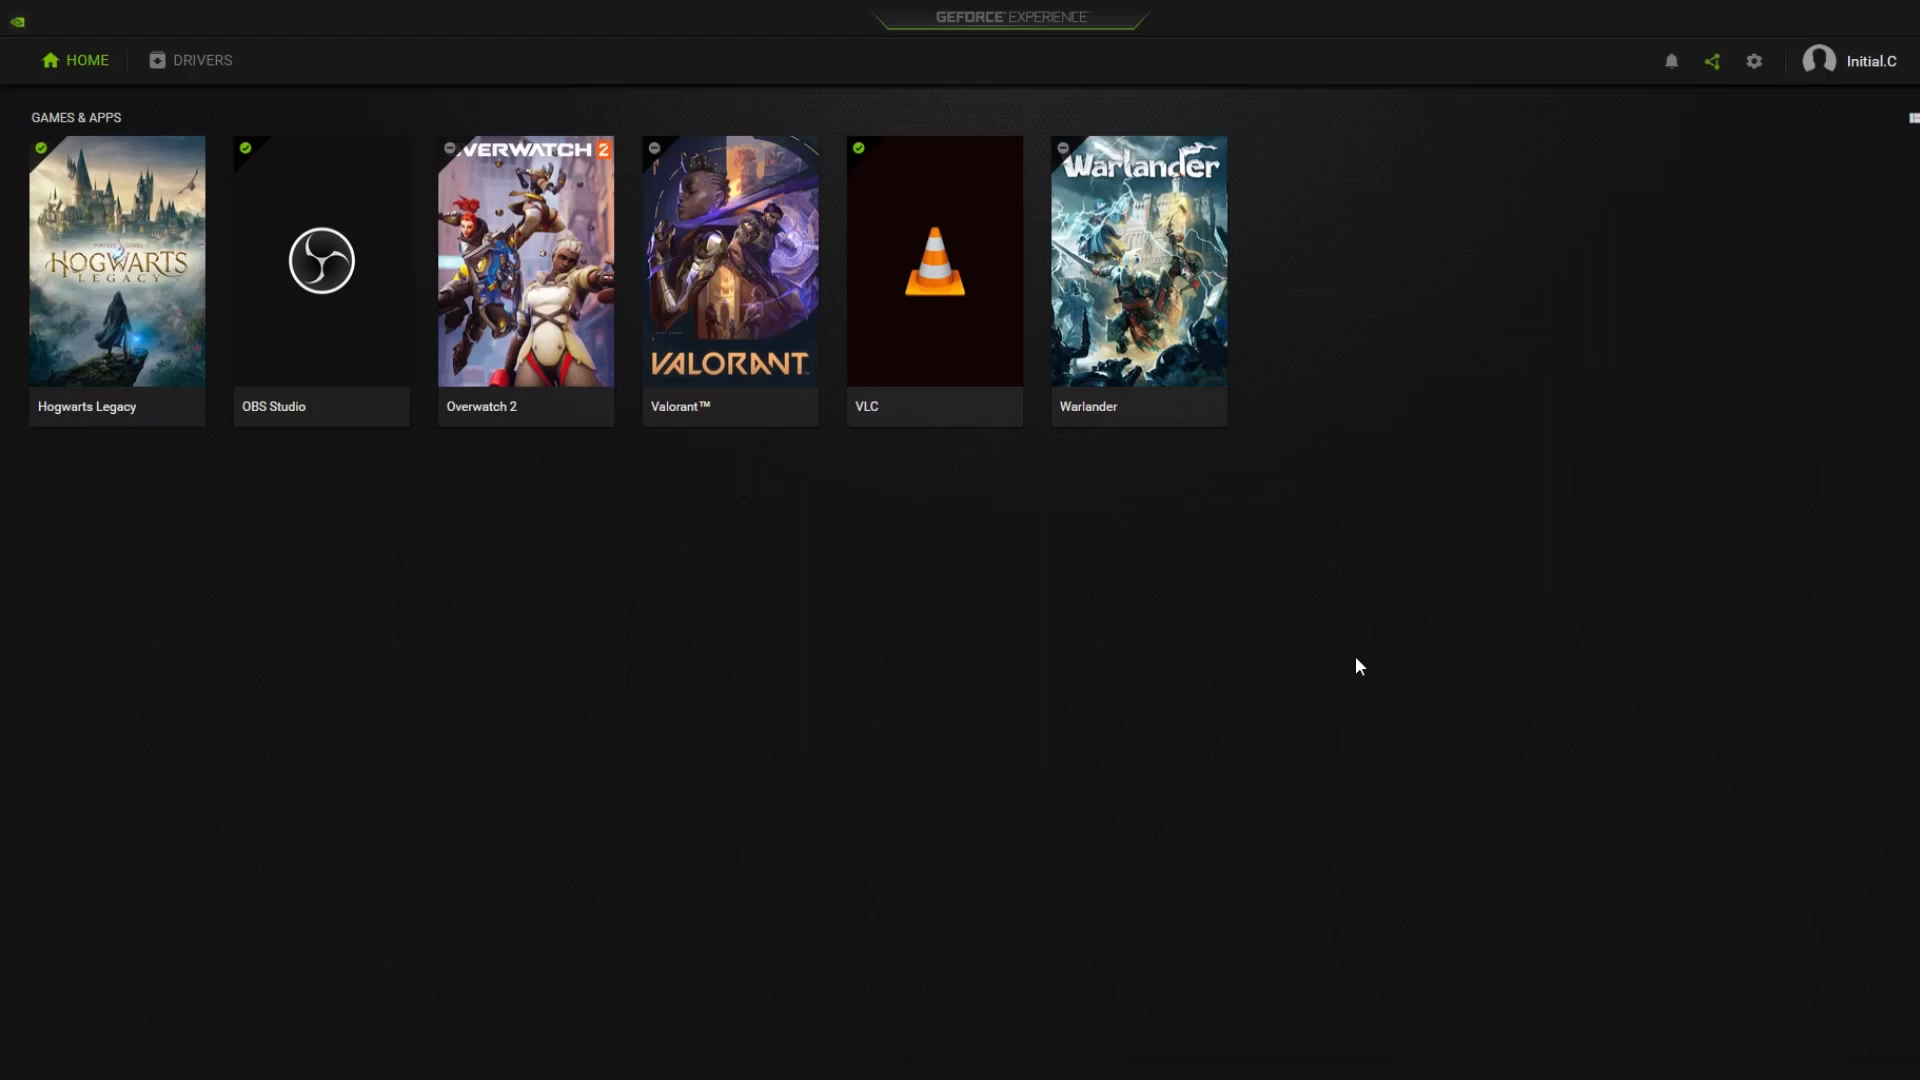 GEFORCE EXPERIENCE
HOME
DRIVERS
Initial.C
GAMES & APPS
HOGWARTS
LEGACY
VERWATCH 2
VALORANT
Warlander
Hogwarts Legacy
OBS Studio
Overwatch 2
Valorant™
VLC
Warlander